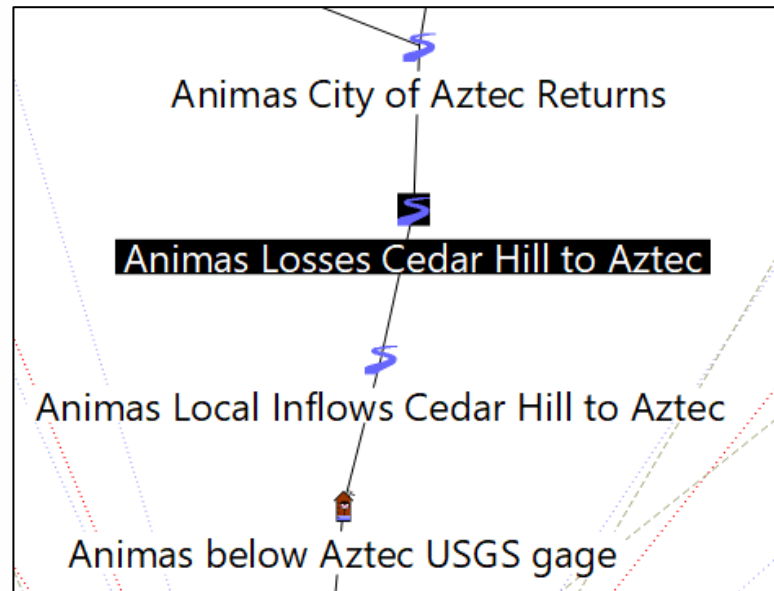 Animas City of Aztec Returns
Animas Losses Cedar Hill to Aztec
Animas Local Inflows Cedar Hill to Aztec
Animas below Aztec USGS gage